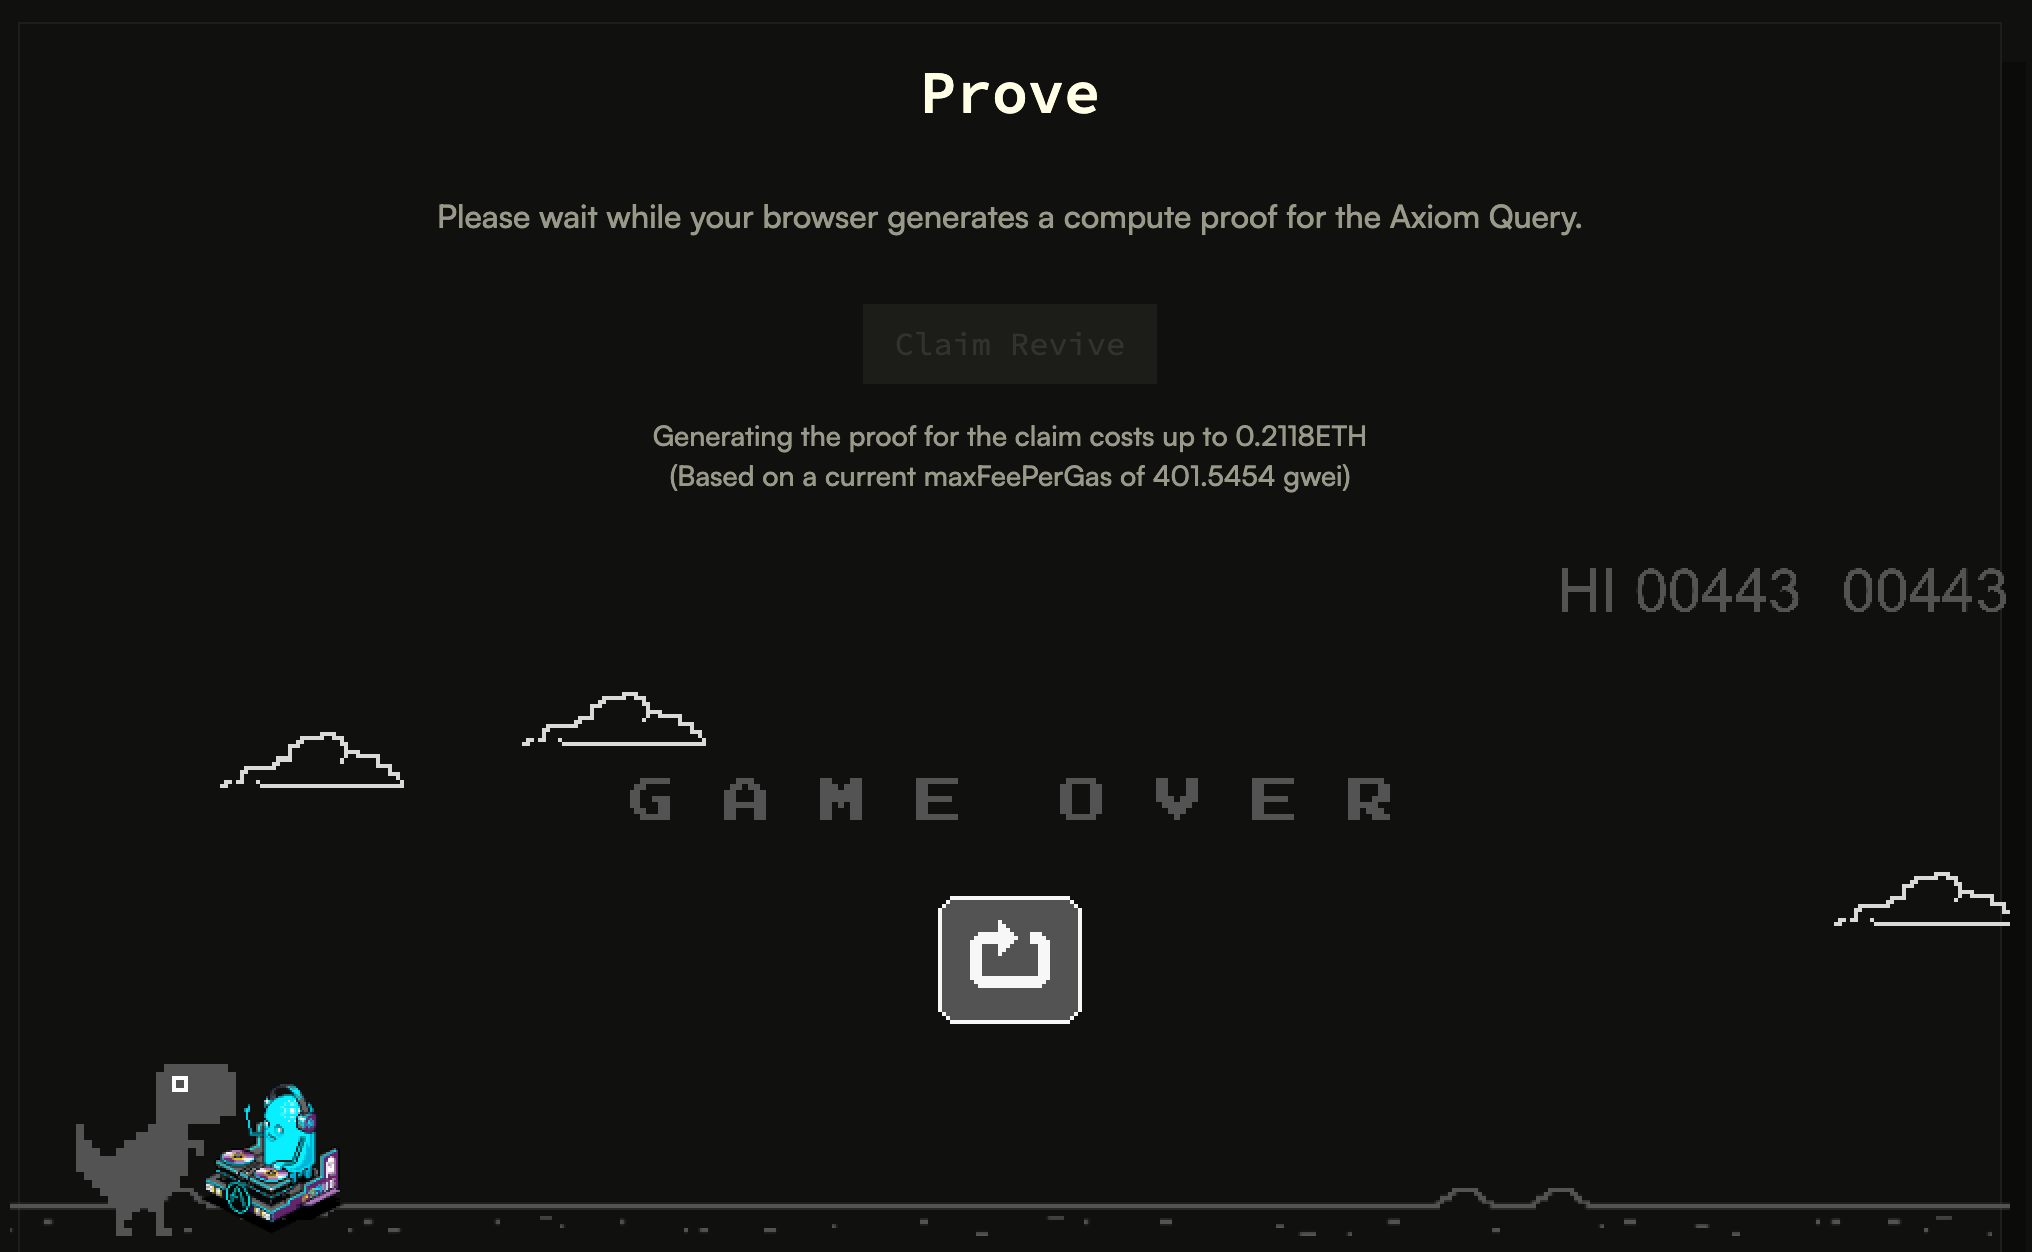 Prove
Please wait while your browser generates a compute proof for the Axiom Query.
Claim Revive
Generating the proof for the claim costs up to 0.2118ETH
(Based on a current maxFeePerGas of 401.5454 gwei)
HI 00443 00443
GAME OVER